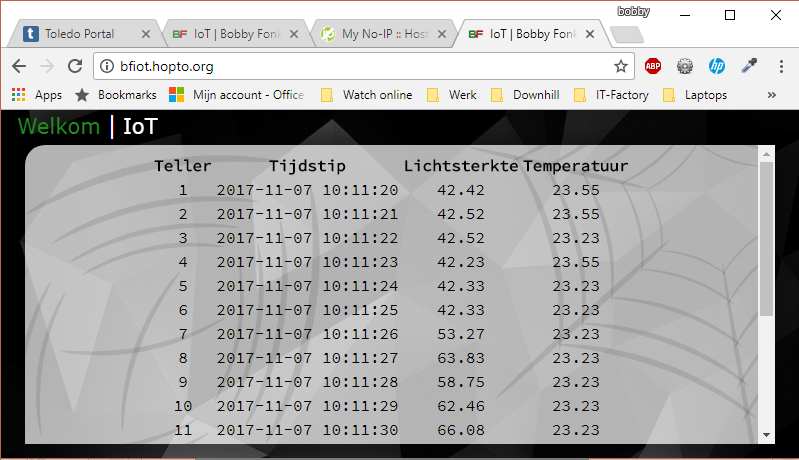 bobby
Toledo Portal
BF IoT | Bobby Fonk
My No-IP :: Host
BF IoT | Bobby Fonk
bfiot.hopto.org
ABP
hp
Apps Bookmarks Mijn account - Office Watch online Werk Downhill IT-Factory Laptops »
Welkom | IoT
Teller Tijdstip Lichtsterkte Temperatuur
1 2017-11-07 10:11:20 42.42 23.55
2 2017-11-07 10:11:21 42.52 23.55
3 2017-11-07 10:11:22 42.52 23.23
4 2017-11-07 10:11:23 42.23 23.55
5 2017-11-07 10:11:24 42.33 23.23
6 2017-11-07 10:11:25 42.33 23.23
7 2017-11-07 10:11:26 53.27 23.23
8 2017-11-07 10:11:27 63.83 23.23
9 2017-11-07 10:11:28 58.75 23.23
10 2017-11-07 10:11:29 62.46 23.23
11 2017-11-07 10:11:30 66.08 23.23